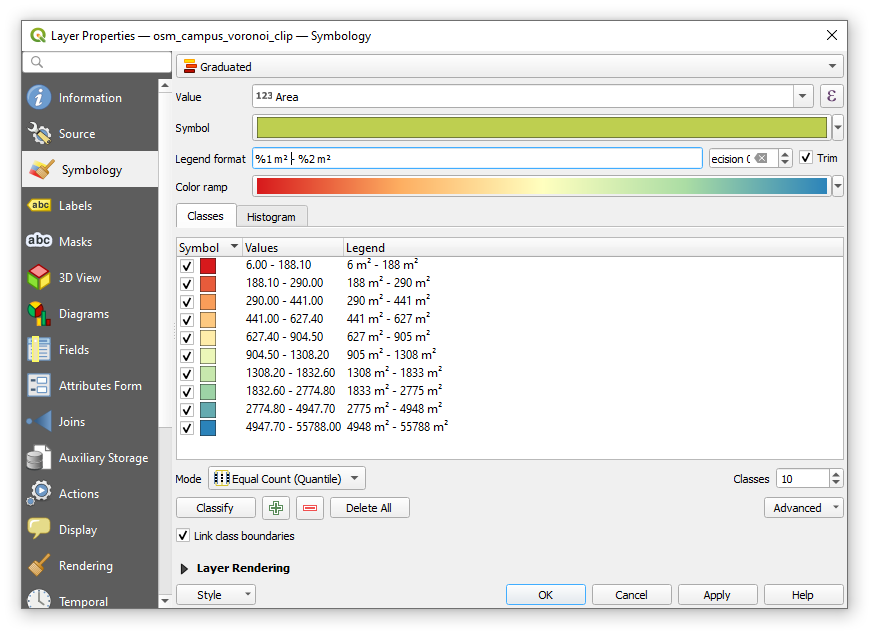 Layer Properties — osm_campus_voronoi_clip — Symbology
Graduated
Information
Source
Symbology
Labels
Masks
3D View
Diagrams
Fields
Attributes Form
Joins
Auxiliary Storage
Actions
Display
Rendering
Temporal
Value 123 Area ε
Symbol
Legend format %1 m² - %2 m² ecision 0 Trim
Color ramp
Classes Histogram
Symbol Values Legend
6.00 - 188.10 6 m² - 188 m²
188.10 - 290.00 188 m² - 290 m²
290.00 - 441.00 290 m² - 441 m²
441.00 - 627.40 441 m² - 627 m²
627.40 - 904.50 627 m² - 905 m²
904.50 - 1308.20 905 m² - 1308 m²
1308.20 - 1832.60 1308 m² - 1833 m²
1832.60 - 2774.80 1833 m² - 2775 m²
2774.80 - 4947.70 2775 m² - 4948 m²
4947.70 - 55788.00 4948 m² - 55788 m²
Mode Equal Count (Quantile) Classes 10
Classify Delete All Advanced
Link class boundaries
Layer Rendering
Style OK Cancel Apply Help